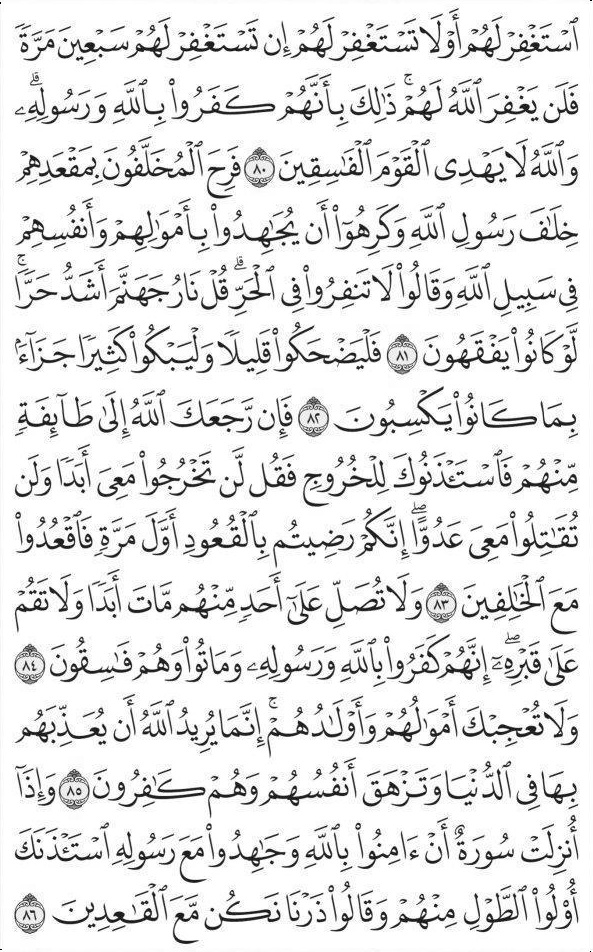 ٱسۡتَغۡفِرۡ لَهُمۡ أَوۡ لَا تَسۡتَغۡفِرۡ لَهُمۡ إِن تَسۡتَغۡفِرۡ لَهُمۡ سَبۡعِينَ مَرَّةٗ
فَلَن يَغۡفِرَ ٱللَّهُ لَهُمۡۚ ذَٰلِكَ بِأَنَّهُمۡ كَفَرُواْ بِٱللَّهِ وَرَسُولِهِۦۗ
وَٱللَّهُ لَا يَهۡدِي ٱلۡقَوۡمَ ٱلۡفَٰسِقِينَ ٨٠ فَرِحَ ٱلۡمُخَلَّفُونَ بِمَقۡعَدِهِمۡ
خِلَٰفَ رَسُولِ ٱللَّهِ وَكَرِهُوٓاْ أَن يُجَٰهِدُواْ بِأَمۡوَٰلِهِمۡ وَأَنفُسِهِمۡ
فِي سَبِيلِ ٱللَّهِ وَقَالُواْ لَا تَنفِرُواْ فِي ٱلۡحَرِّۗ قُلۡ نَارُ جَهَنَّمَ أَشَدُّ حَرّٗاۚ
لَّوۡ كَانُواْ يَفۡقَهُونَ ٨١ فَلۡيَضۡحَكُواْ قَلِيلٗا وَلۡيَبۡكُواْ كَثِيرٗا جَزَآءَۢ
بِمَا كَانُواْ يَكۡسِبُونَ ٨٢ فَإِن رَّجَعَكَ ٱللَّهُ إِلَىٰ طَآئِفَةٖ
مِّنۡهُمۡ فَٱسۡتَـٔۡذَنُوكَ لِلۡخُرُوجِ فَقُل لَّن تَخۡرُجُواْ مَعِيَ أَبَدٗا وَلَن
تُقَٰتِلُواْ مَعِيَ عَدُوًّاۖ إِنَّكُمۡ رَضِيتُم بِٱلۡقُعُودِ أَوَّلَ مَرَّةٖ فَٱقۡعُدُواْ
مَعَ ٱلۡخَٰلِفِينَ ٨٣ وَلَا تُصَلِّ عَلَىٰٓ أَحَدٖ مِّنۡهُم مَّاتَ أَبَدٗا وَلَا تَقُمۡ
عَلَىٰ قَبۡرِهِۦٓۖ إِنَّهُمۡ كَفَرُواْ بِٱللَّهِ وَرَسُولِهِۦ وَمَاتُواْ وَهُمۡ فَٰسِقُونَ ٨٤
وَلَا تُعۡجِبۡكَ أَمۡوَٰلُهُمۡ وَأَوۡلَٰدُهُمۡۚ إِنَّمَا يُرِيدُ ٱللَّهُ أَن يُعَذِّبَهُم
بِهَا فِي ٱلدُّنۡيَا وَتَزۡهَقَ أَنفُسُهُمۡ وَهُمۡ كَٰفِرُونَ ٨٥ وَإِذَآ
أُنزِلَتۡ سُورَةٌ أَنۡ ءَامِنُواْ بِٱللَّهِ وَجَٰهِدُواْ مَعَ رَسُولِهِ ٱسۡتَـٔۡذَنَكَ
أُوْلُواْ ٱلطَّوۡلِ مِنۡهُمۡ وَقَالُواْ ذَرۡنَا نَكُن مَّعَ ٱلۡقَٰعِدِينَ ٨٦